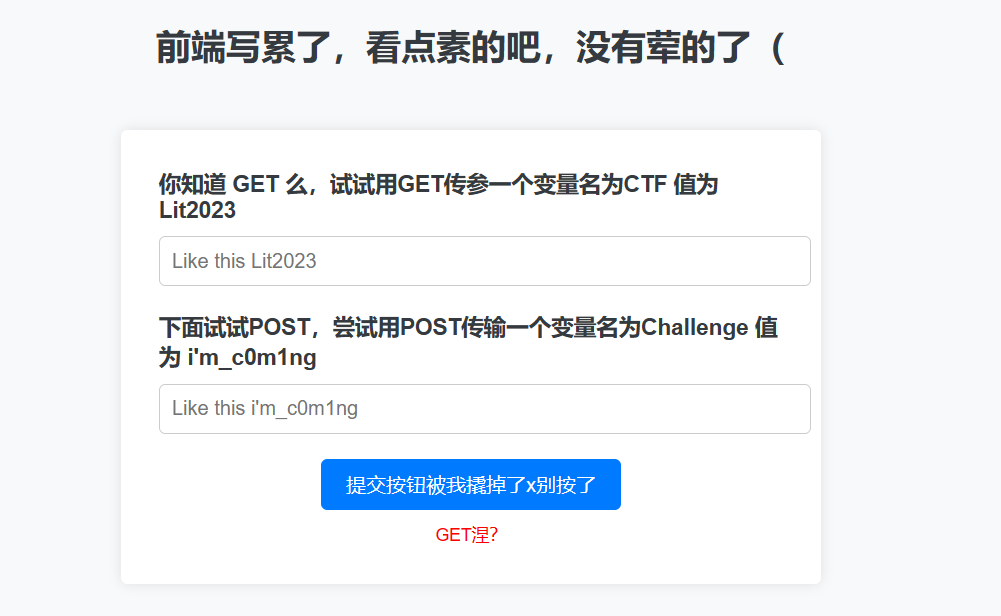 前端写累了，看点素的吧，没有荤的了（
你知道 GET 么，试试用GET传参一个变量名为CTF 值为
Lit2023
Like this Lit2023
下面试试POST，尝试用POST传输一个变量名为Challenge 值
为 i'm_c0m1ng
Like this i'm_c0m1ng
提交按钮被我撬掉了x别按了
GET涅？